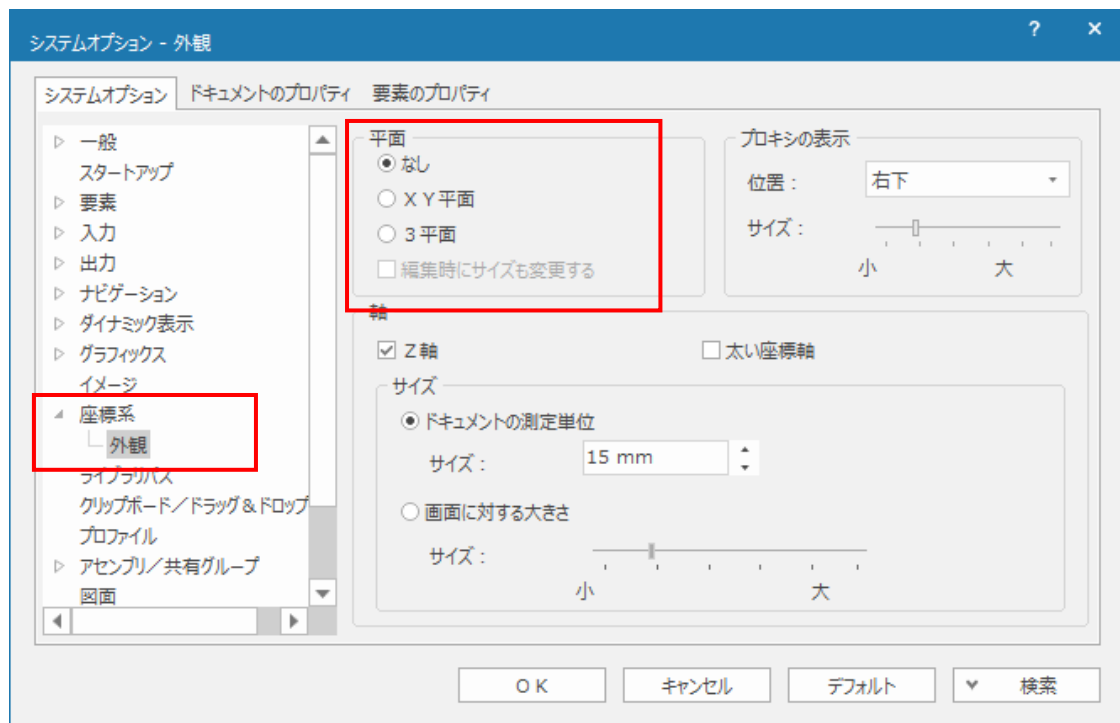 システムオプション - 外観
? ×
システムオプション ドキュメントのプロパティ 要素のプロパティ
一般
スタートアップ
要素
入力
出力
ナビゲーション
ダイナミック表示
グラフィックス
イメージ
座標系
外観
ライブラリパス
クリップボード／ドラッグ＆ドロップ
プロファイル
アセンブリ／共有グループ
図面
平面
なし
ＸＹ平面
３平面
編集時にサイズも変更する
プロキシの表示
位置： 右下
サイズ：
小 大
軸
Z軸 太い座標軸
サイズ
ドキュメントの測定単位
サイズ： 15 mm
画面に対する大きさ
サイズ：
小 大
ＯＫ キャンセル デフォルト 検索